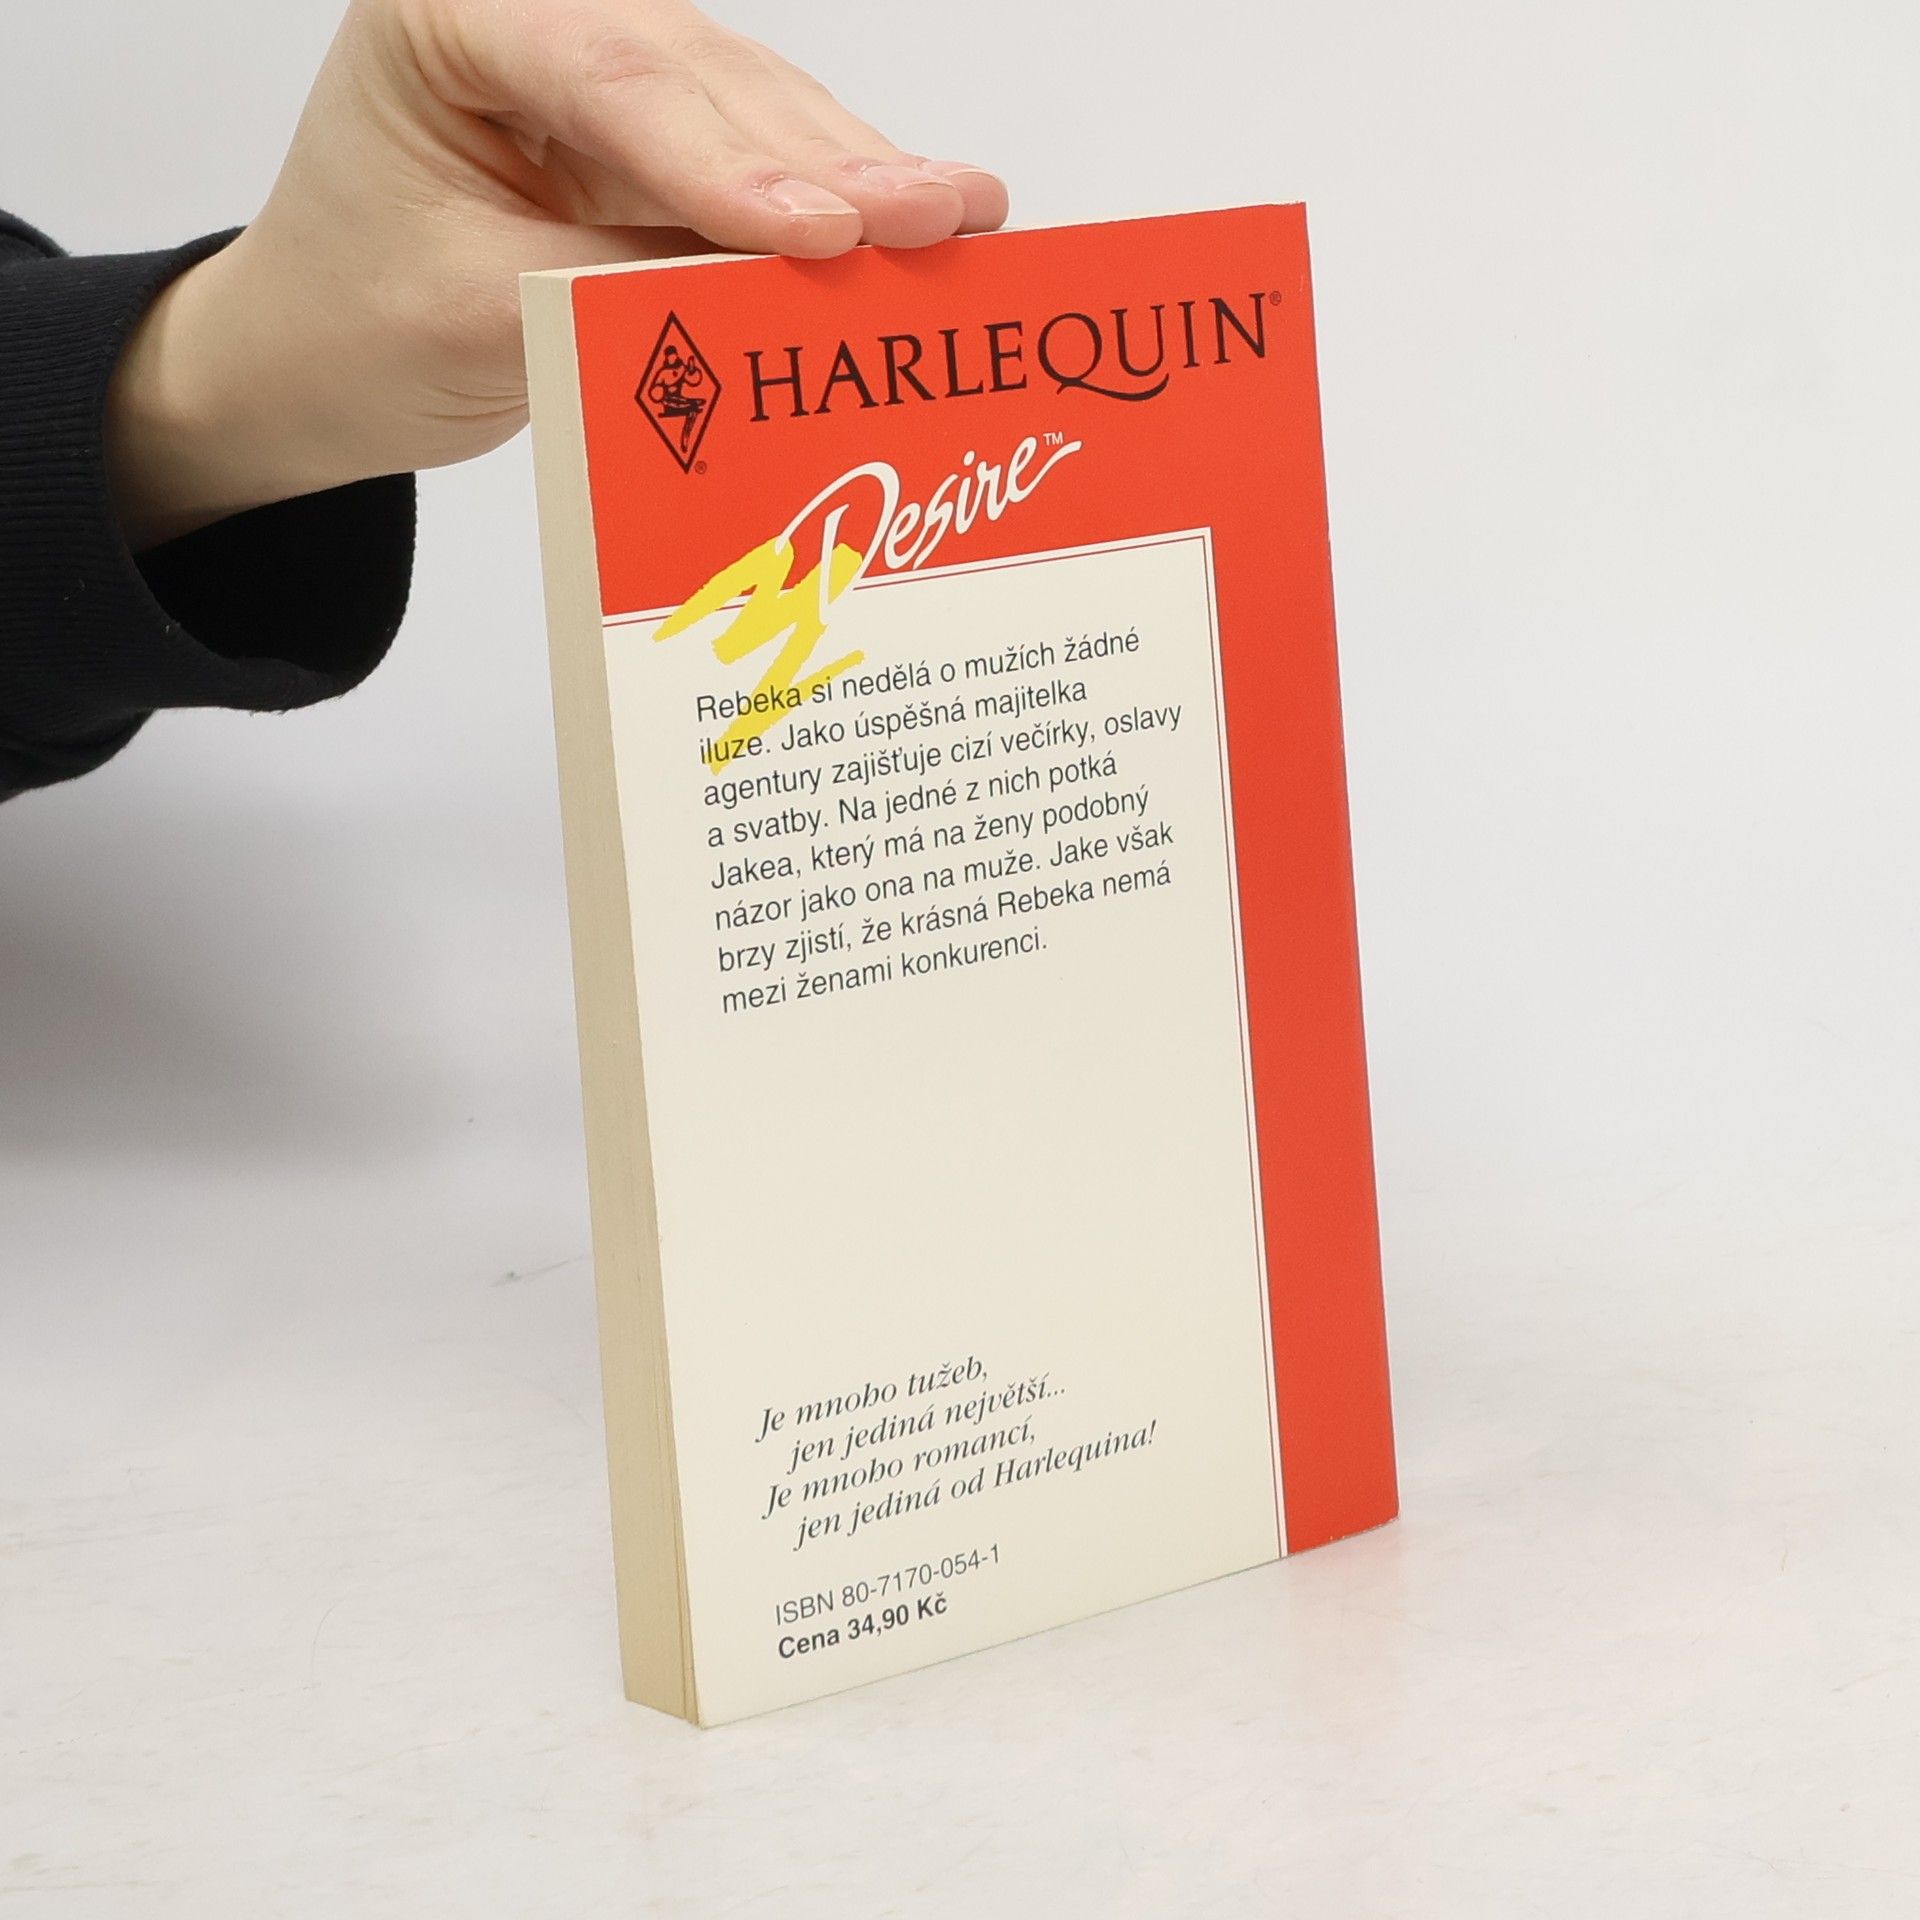 HARLEQUIN®
®
Desire™
Rebeka si nedělá o mužích žádné
iluze. Jako úspěšná majitelka
agentury zajišťuje cizí večírky, oslavy
a svatby. Na jedné z nich potká
Jakea, který má na ženy podobný
názor jako ona na muže. Jake však
brzy zjistí, že krásná Rebeka nemá
mezi ženami konkurenci.
Je mnoho tužeb,
jen jediná největší...
Je mnoho romancí,
jen jediná od Harlequina!
ISBN 80-7170-054-1
Cena 34,90 Kč